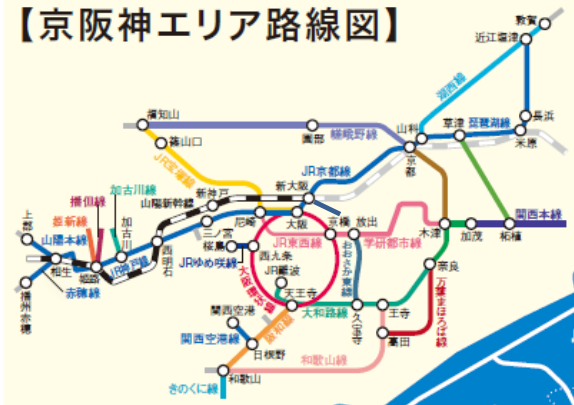 【京阪神エリア路線図】
敦賀
近江塩津
湖西線
福知山
嵯峨野線
園部
山科
草津
琵琶湖線
長浜
米原
篠山口
JR宝塚線
京都
JR京都線
加古川線
播但線
姫新線
山陽新幹線
新神戸
新大阪
上郡
山陽本線
加古川
三ノ宮
尼崎
大阪
京橋
放出
関西本線
JR東西線
学研都市線
木津
加茂
柘植
桜島
JRゆめ咲線
西九条
西明石
JR神戸線
相生
姫路
赤穂線
播州赤穂
大阪環状線
JR難波
おおさか東線
奈良
天王寺
大和路線
久宝寺
王寺
万葉まほろば線
関西空港
関西空港線
阪和線
日根野
高田
和歌山線
和歌山
きのくに線